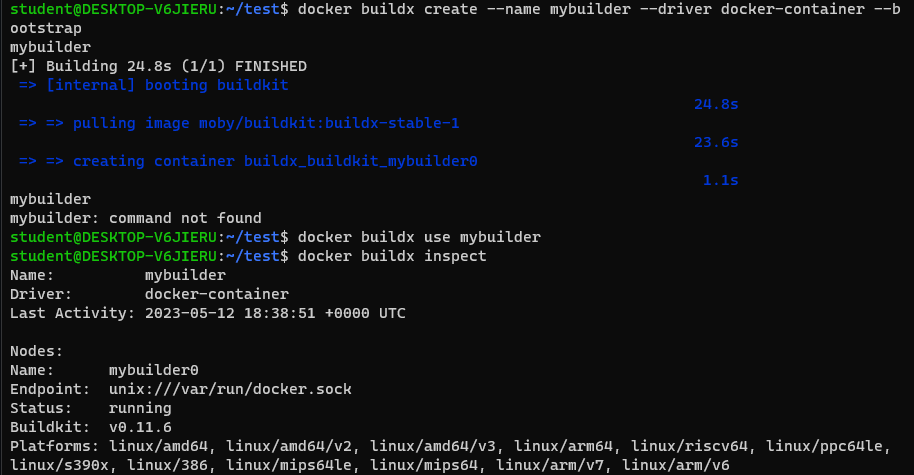 student@DESKTOP-V6JIERU:~/test$ docker buildx create --name mybuilder --driver docker-container --b
ootstrap
mybuilder
[+] Building 24.8s (1/1) FINISHED
 => [internal] booting buildkit
24.8s
 => => pulling image moby/buildkit:buildx-stable-1
23.6s
 => => creating container buildx_buildkit_mybuilder0
1.1s
mybuilder
mybuilder: command not found
student@DESKTOP-V6JIERU:~/test$ docker buildx use mybuilder
student@DESKTOP-V6JIERU:~/test$ docker buildx inspect
Name:          mybuilder
Driver:        docker-container
Last Activity: 2023-05-12 18:38:51 +0000 UTC
Nodes:
Name:      mybuilder0
Endpoint:  unix:///var/run/docker.sock
Status:    running
Buildkit:  v0.11.6
Platforms: linux/amd64, linux/amd64/v2, linux/amd64/v3, linux/arm64, linux/riscv64, linux/ppc64le,
linux/s390x, linux/386, linux/mips64le, linux/mips64, linux/arm/v7, linux/arm/v6